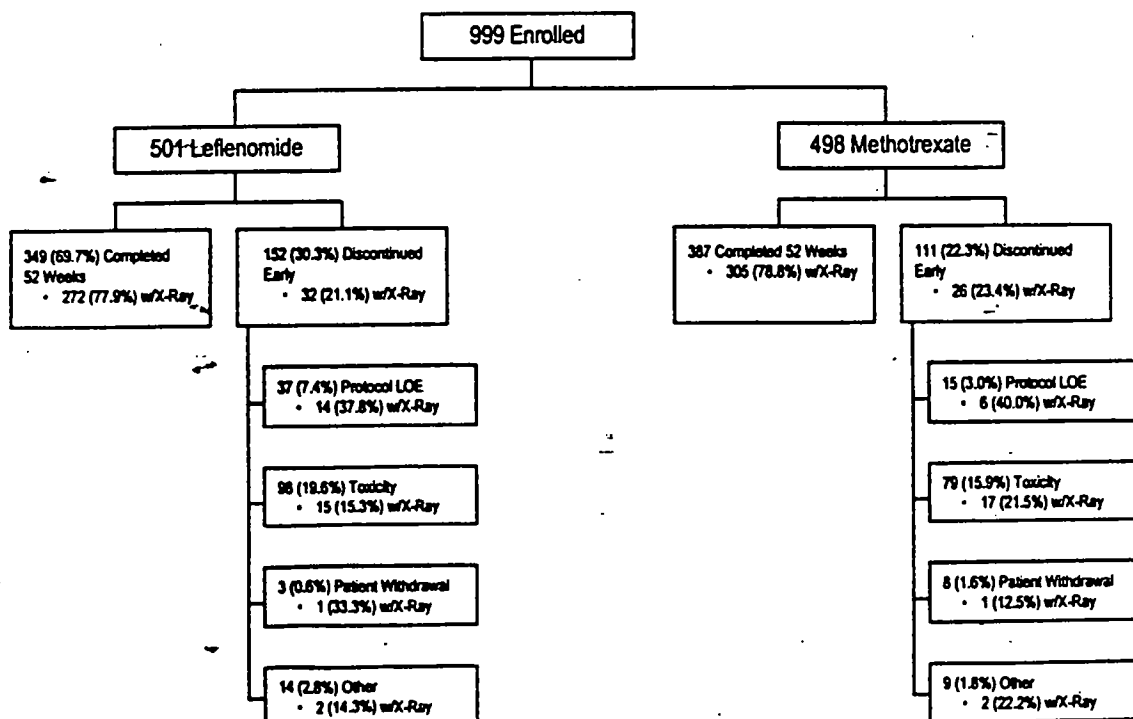 999 Enrolled
501 Leflenomide
498 Methotrexate
349 (69.7%) Completed
52 Weeks
• 272 (77.9%) w/X-Ray
152 (30.3%) Discontinued
Early
• 32 (21.1%) w/X-Ray
387 Completed 52 Weeks
• 305 (78.8%) w/X-Ray
111 (22.3%) Discontinued
Early
• 26 (23.4%) w/X-Ray
37 (7.4%) Protocol LOE
• 14 (37.8%) w/X-Ray
98 (19.6%) Toxicity
• 15 (15.3%) w/X-Ray
3 (0.6%) Patient Withdrawal
• 1 (33.3%) w/X-Ray
14 (2.8%) Other
• 2 (14.3%) w/X-Ray
15 (3.0%) Protocol LOE
• 6 (40.0%) w/X-Ray
79 (15.9%) Toxicity
• 17 (21.5%) w/X-Ray
8 (1.6%) Patient Withdrawal
• 1 (12.5%) w/X-Ray
9 (1.8%) Other
• 2 (22.2%) w/X-Ray